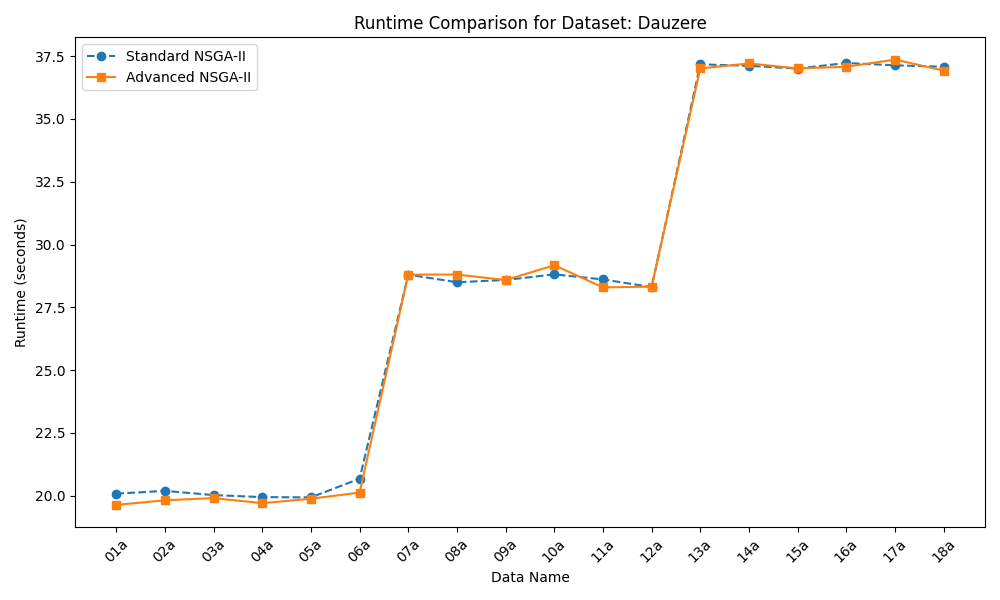 Runtime Comparison for Dataset: Dauzere
Standard NSGA-II
Advanced NSGA-II
Runtime (seconds)
37.5
35.0
32.5
30.0
27.5
25.0
22.5
20.0
01a 02a 03a 04a 05a 06a 07a 08a 09a 10a 11a 12a 13a 14a 15a 16a 17a 18a
Data Name